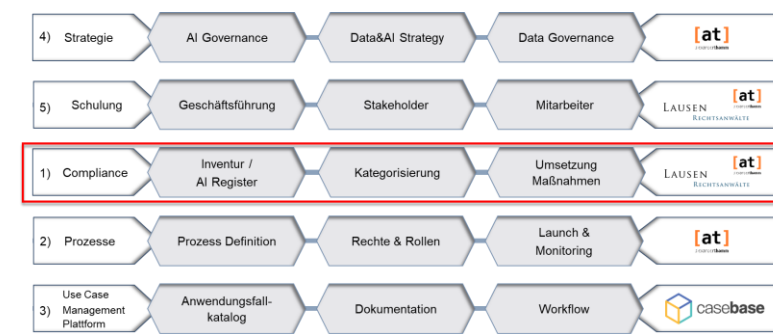 4) Strategie AI Governance Data&AI Strategy Data Governance [at]
5) Schulung Geschäftsführung Stakeholder Mitarbeiter LAUSEN RECHTSANWÄLTE [at]
1) Compliance Inventur / AI Register Kategorisierung Umsetzung Maßnahmen LAUSEN RECHTSANWÄLTE [at]
2) Prozesse Prozess Definition Rechte & Rollen Launch & Monitoring [at]
3) Use Case Management Plattform Anwendungsfall-katalog Dokumentation Workflow casebase